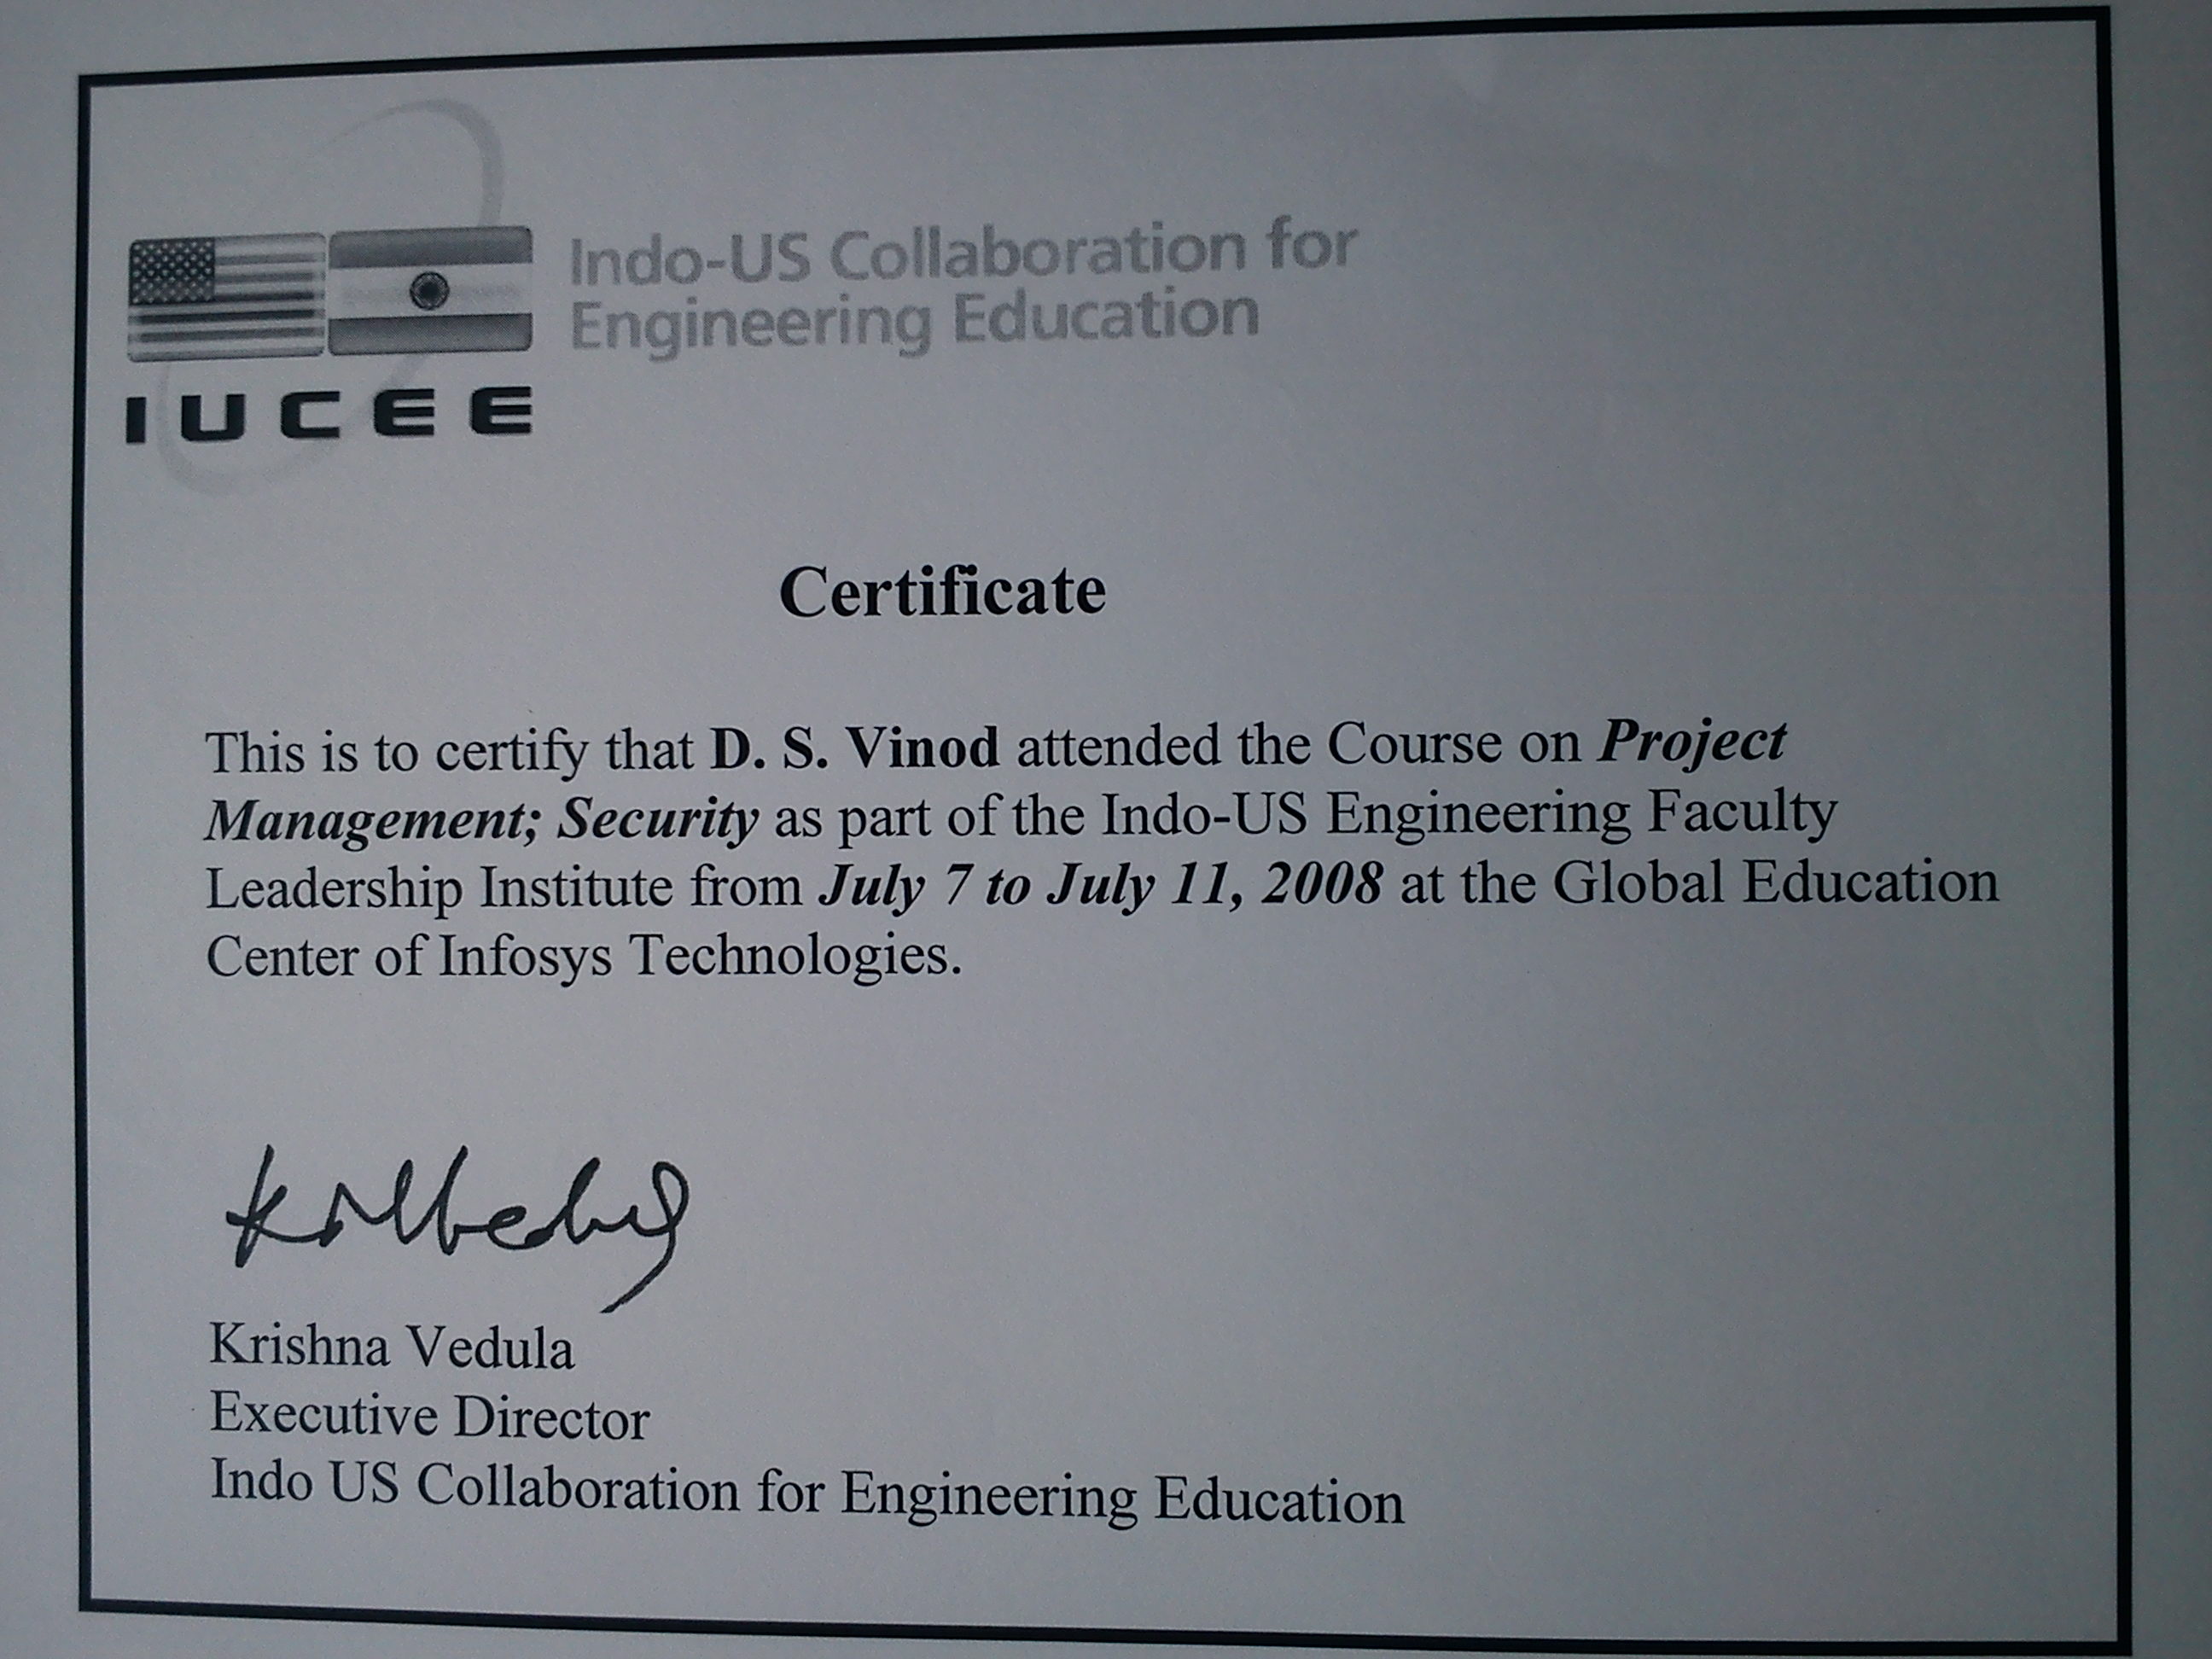 Indo-US Collaboration for
Engineering Education
IUCEE
Certificate
This is to certify that D. S. Vinod attended the Course on Project
Management; Security as part of the Indo-US Engineering Faculty
Leadership Institute from July 7 to July 11, 2008 at the Global Education
Center of Infosys Technologies.
Krishna Vedula
Executive Director
Indo US Collaboration for Engineering Education